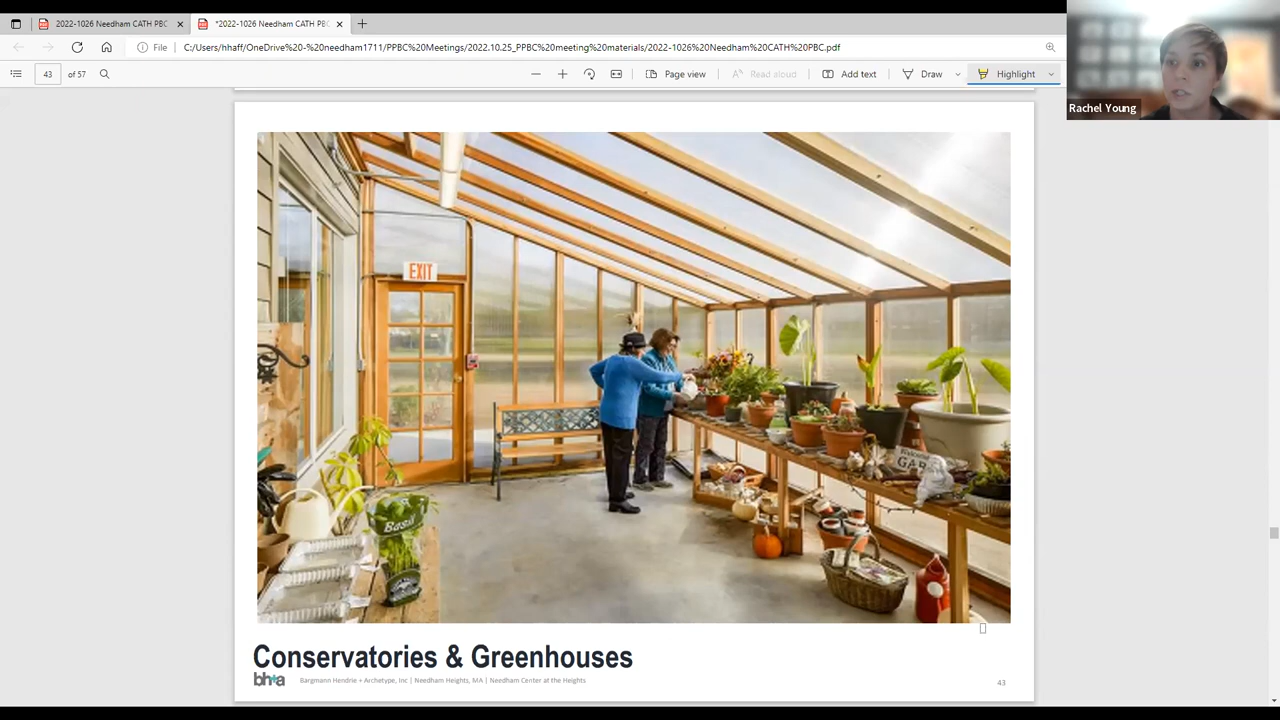 2022-1026 Needham CATH PBC
*2022-1026 Needham CATH PBC
File
C:/Users/hhaff/OneDrive%20-%20needham1711/PPBC%20Meetings/2022.10.25_PPBC%20meeting%20materials/2022-1026%20Needham%20CATH%20PBC.pdf
43 of 57
Page view
Read aloud
Add text
Draw
Highlight
Rachel Young
EXIT
Basil
Welcome
GAR
Conservatories & Greenhouses
bh+a
Bargmann Hendrie + Archetype, Inc | Needham Heights, MA | Needham Center at the Heights
43